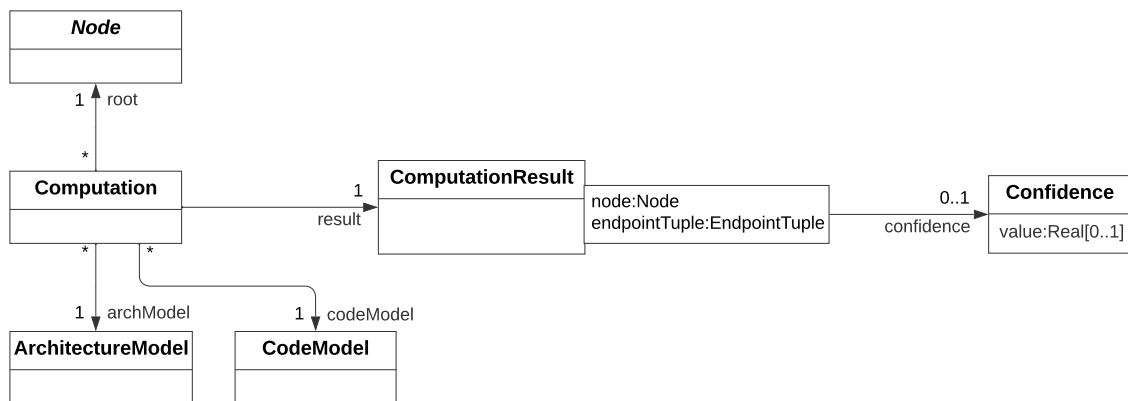 Node
1
root
*
Computation
1
result
ComputationResult
node:Node
endpointTuple:EndpointTuple
0..1
confidence
Confidence
value:Real[0..1]
*
*
1
archModel
1
codeModel
ArchitectureModel
CodeModel